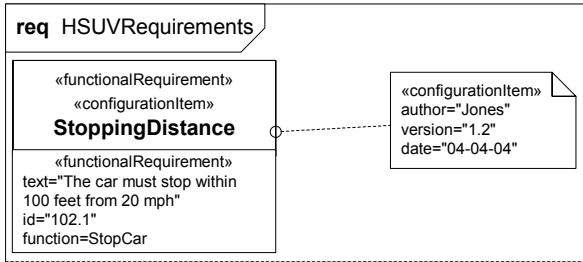 req HSUVRequirements
«functionalRequirement»
«configurationItem»
StoppingDistance
«functionalRequirement»
text="The car must stop within
100 feet from 20 mph"
id="102.1"
function=StopCar
«configurationItem»
author="Jones"
version="1.2"
date="04-04-04"